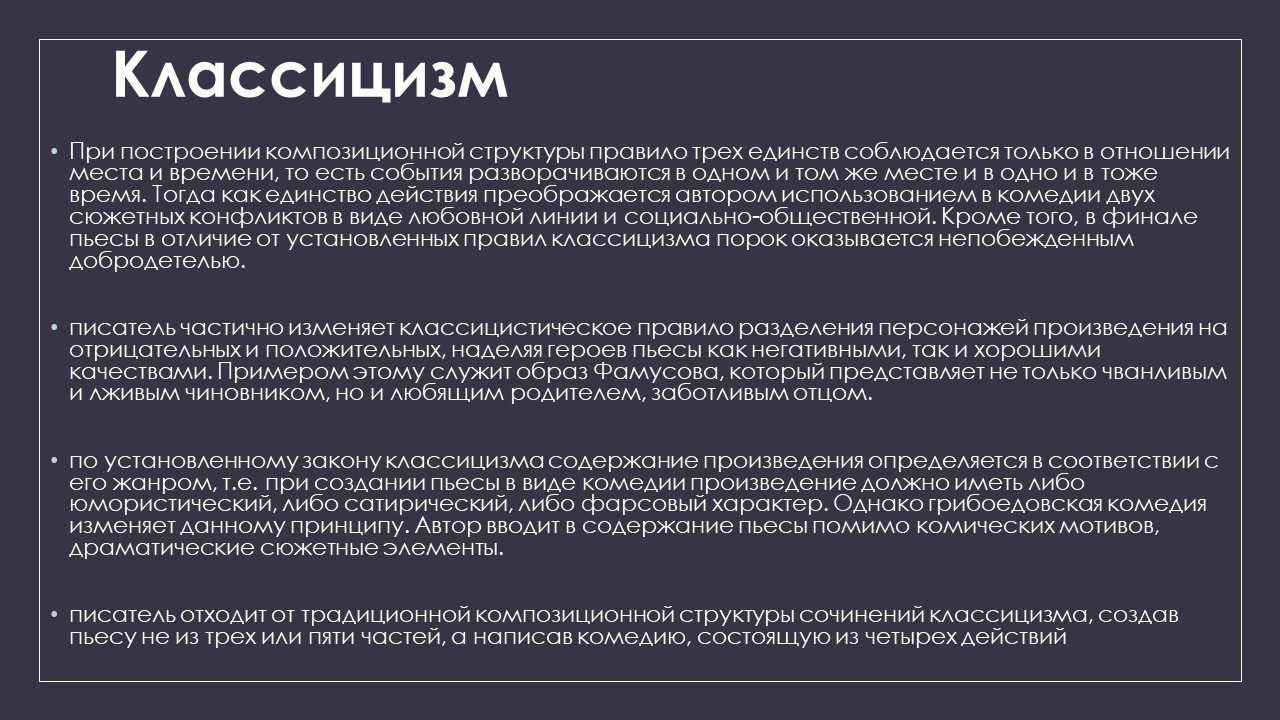 Классицизм
• При построении композиционной структуры правило трех единств соблюдается только в отношении
места и времени, то есть события разворачиваются в одном и том же месте и в одно и в тоже
время. Тогда как единство действия преображается автором использованием в комедии двух
сюжетных конфликтов в виде любовной линии и социально-общественной. Кроме того, в финале
пьесы в отличие от установленных правил классицизма порок оказывается непобежденным
добродетелью.
• писатель частично изменяет классицистическое правило разделения персонажей произведения на
отрицательных и положительных, наделяя героев пьесы как негативными, так и хорошими
качествами. Примером этому служит образ Фамусова, который представляет не только чванливым
и лживым чиновником, но и любящим родителем, заботливым отцом.
• по установленному закону классицизма содержание произведения определяется в соответствии с
его жанром, т.е. при создании пьесы в виде комедии произведение должно иметь либо
юмористический, либо сатирический, либо фарсовый характер. Однако грибоедовская комедия
изменяет данному принципу. Автор вводит в содержание пьесы помимо комических мотивов,
драматические сюжетные элементы.
• писатель отходит от традиционной композиционной структуры сочинений классицизма, создав
пьесу не из трех или пяти частей, а написав комедию, состоящую из четырех действий